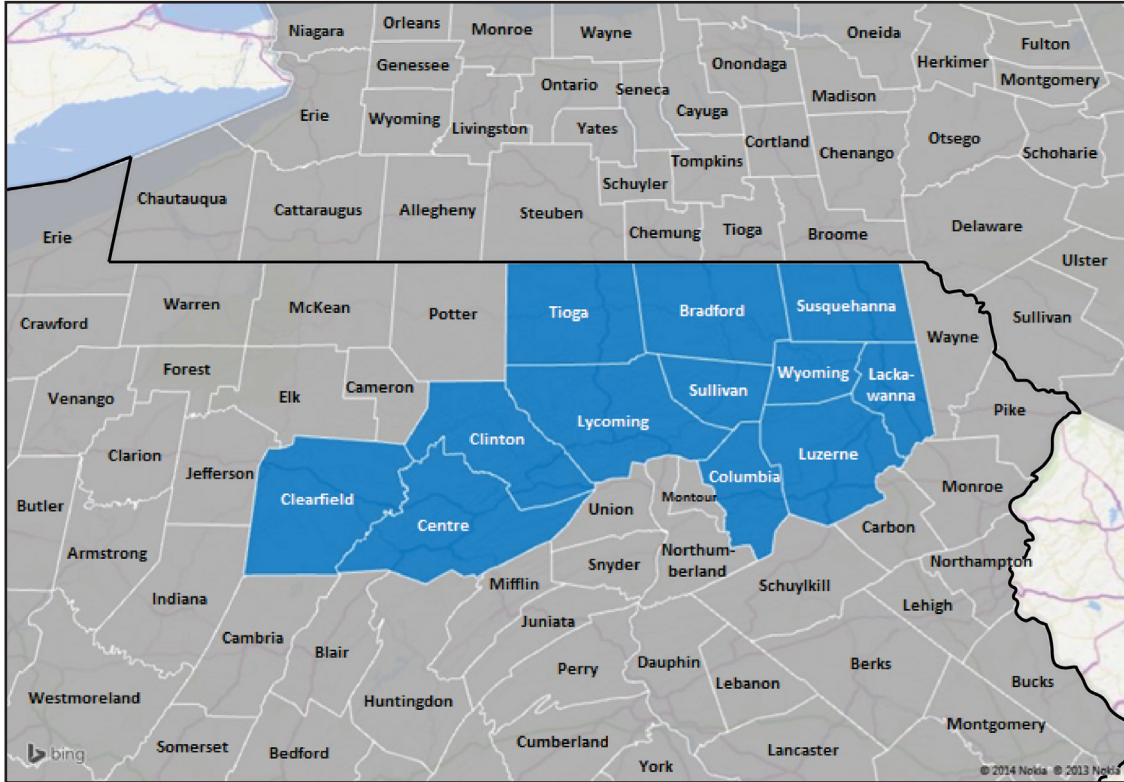 Niagara
Orleans
Monroe
Wayne
Oneida
Fulton
Herkimer
Genessee
Onondaga
Montgomery
Ontario
Seneca
Madison
Erie
Wyoming
Livingston
Yates
Cayuga
Cortland
Otsego
Chenango
Schoharie
Tompkins
Schuyler
Chautauqua
Cattaraugus
Allegheny
Steuben
Chemung
Tioga
Broome
Delaware
Erie
Ulster
Warren
McKean
Potter
Tioga
Bradford
Susquehanna
Sullivan
Crawford
Wayne
Forest
Venango
Elk
Cameron
Sullivan
Wyoming
Lacka-
wanna
Pike
Lycoming
Clinton
Clarion
Jefferson
Luzerne
Columbia
Clearfield
Centre
Butler
Union
Montour
Monroe
Carbon
Armstrong
Snyder
Northum-
berland
Northampton
Mifflin
Schuylkill
Indiana
Lehigh
Juniata
Cambria
Blair
Perry
Dauphin
Berks
Lebanon
Bucks
Westmoreland
Huntingdon
Montgomery
Somerset
Bedford
Cumberland
Lancaster
York
bing
© 2014 Nokia © 2013 Nokia